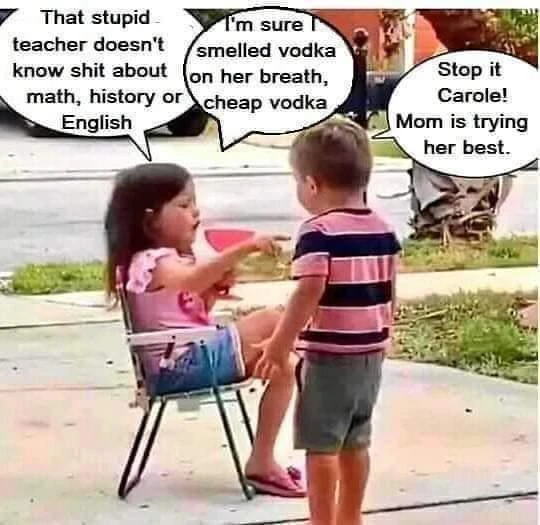 That stupid
teacher doesn't
know shit about
math, history or
English
I'm sure I
smelled vodka
on her breath,
cheap vodka
Stop it
Carole!
Mom is trying
her best.